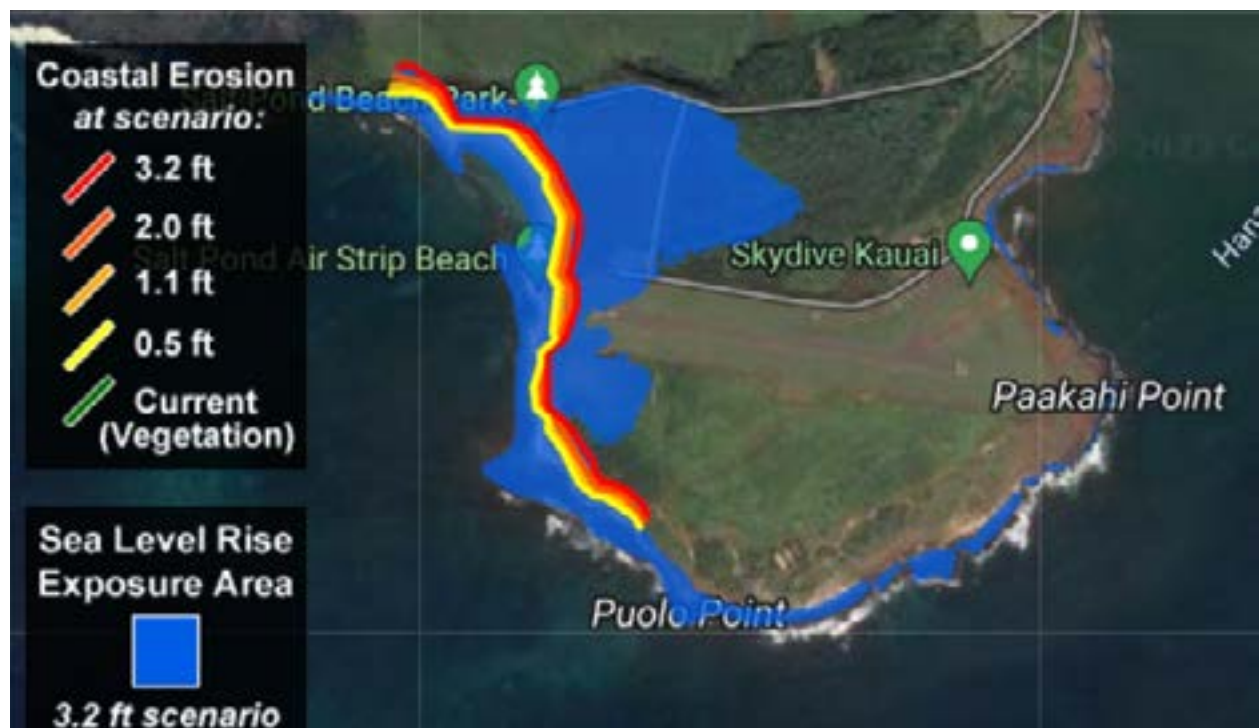 Coastal Erosion
at scenario:
3.2 ft
2.0 ft
1.1 ft
0.5 ft
Current
(Vegetation)
Sea Level Rise
Exposure Area
3.2 ft scenario
Salt Pond Beach Park
Salt Pond Air Strip Beach
Skydive Kauai
Han
Paakahi Point
Puolo Point